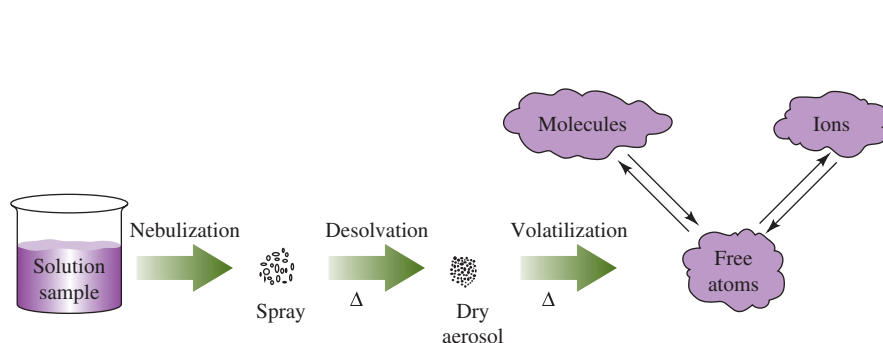 Molecules
Ions
Nebulization
Desolvation
Volatilization
Solution
sample
Spray
Δ
Dry
aerosol
Δ
Free
atoms